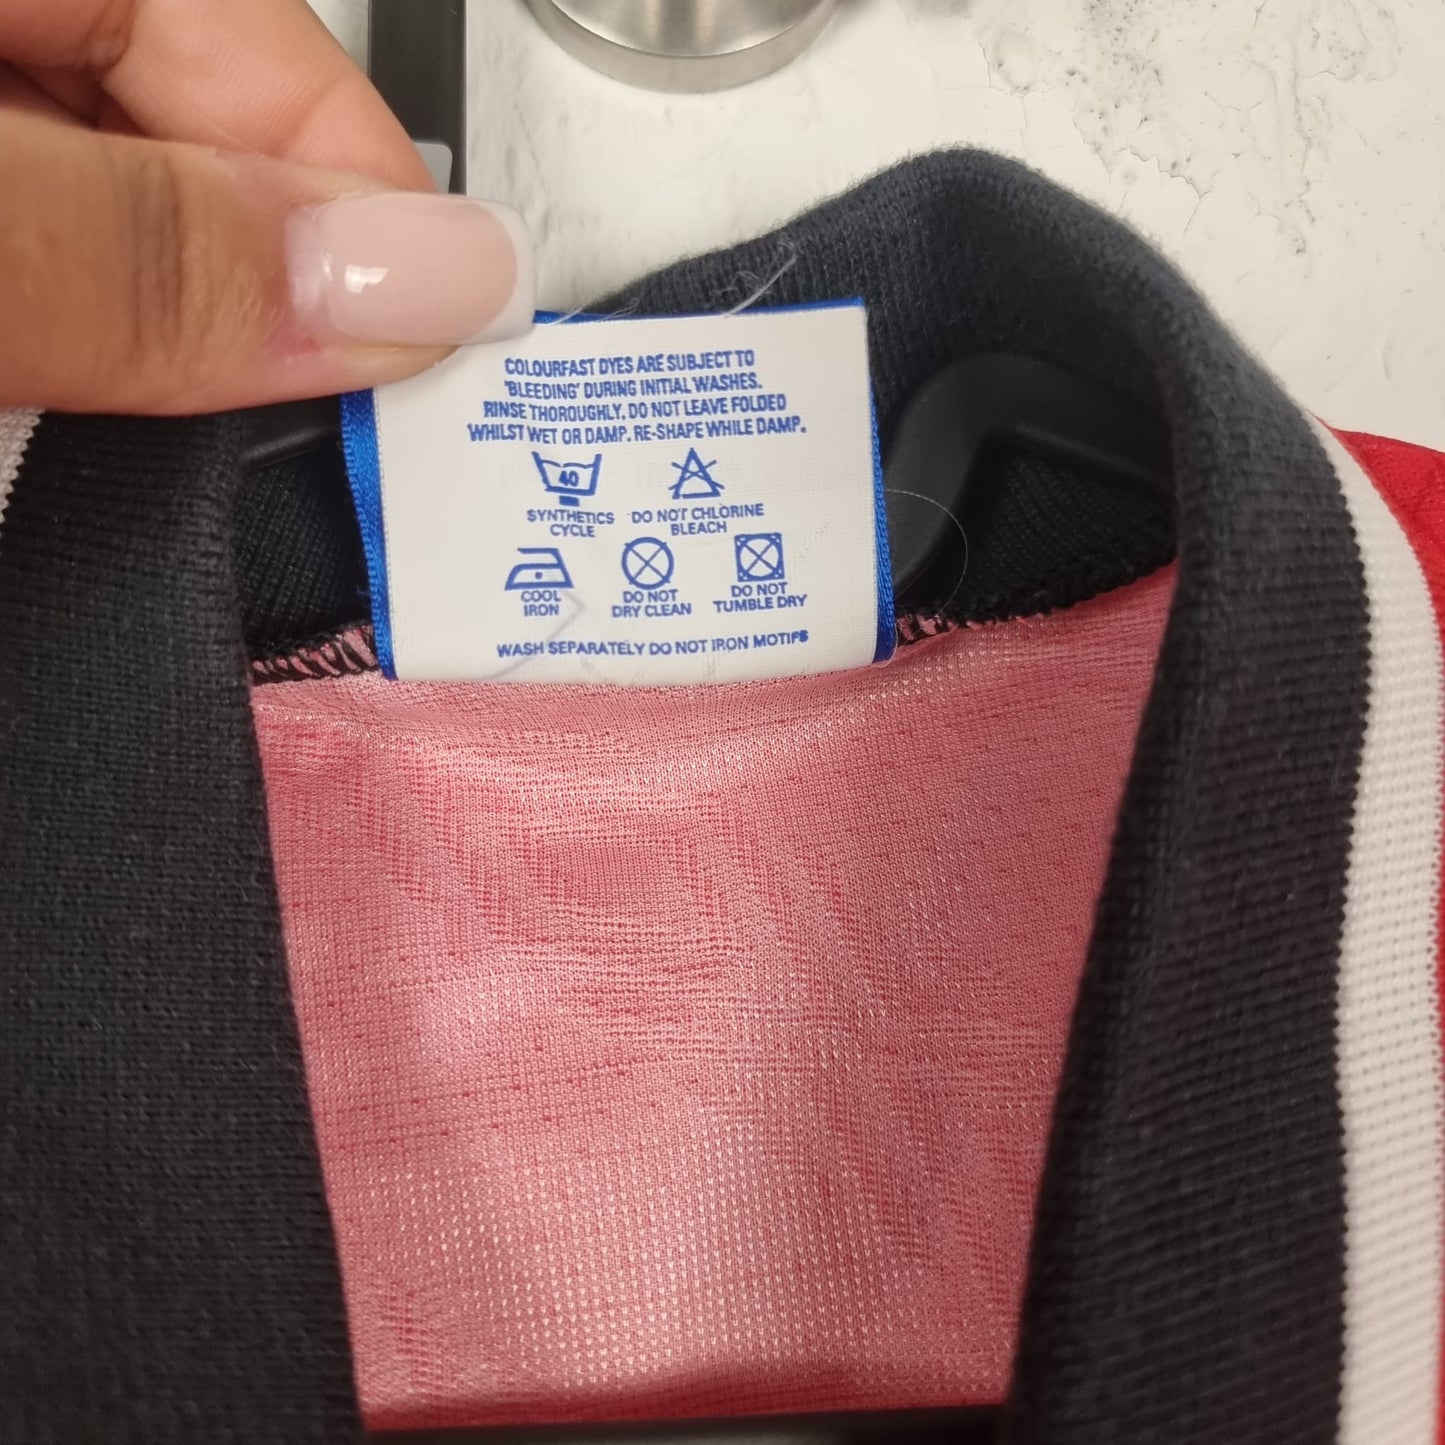 COLOURFAST DYES ARE SUBJECT TO
'BLEEDING' DURING INITIAL WASHES.
RINSE THOROUGHLY. DO NOT LEAVE FOLDED
WHILST WET OR DAMP. RE-SHAPE WHILE DAMP.
40
SYNTHETICS CYCLE
DO NOT CHLORINE BLEACH
COOL IRON
DO NOT DRY CLEAN
DO NOT TUMBLE DRY
WASH SEPARATELY DO NOT IRON MOTIFS